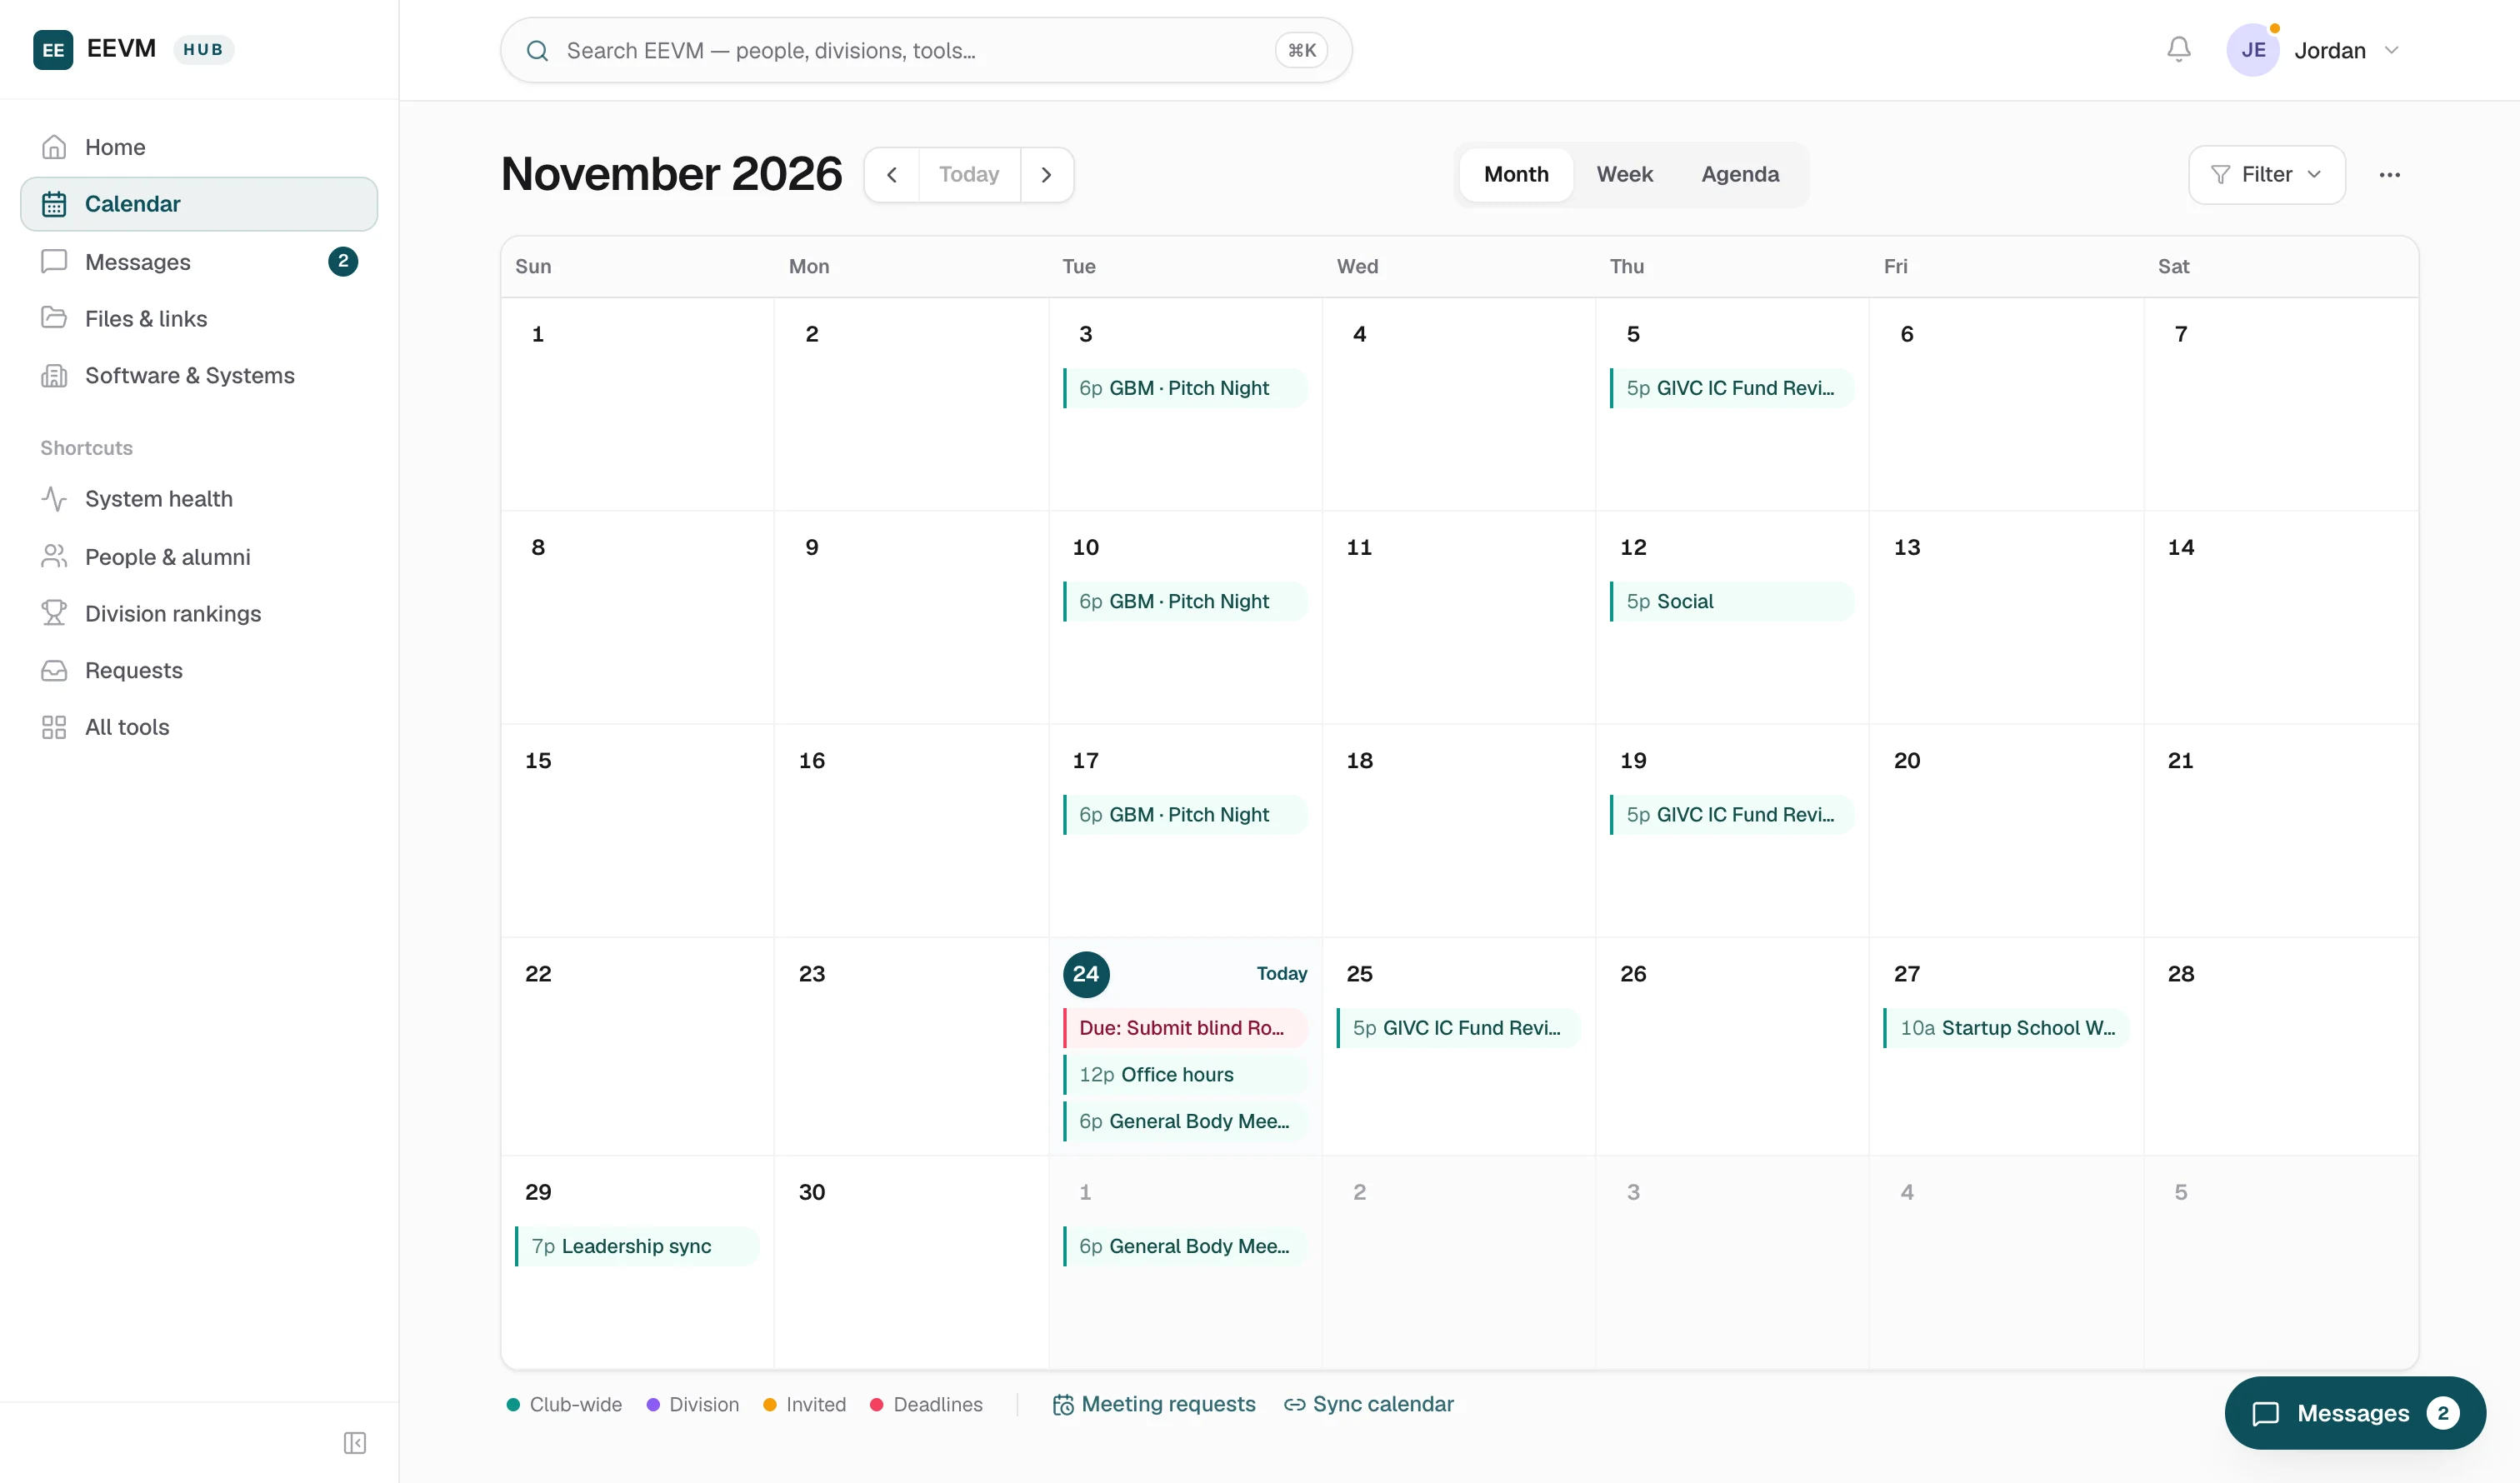 EE EEVM HUB
Search EEVM — people, divisions, tools... ⌘K
JE Jordan
Home
Calendar
Messages 2
Files & links
Software & Systems
Shortcuts
System health
People & alumni
Division rankings
Requests
All tools
November 2026
Today
Month Week Agenda
Filter
Sun Mon Tue Wed Thu Fri Sat
1 2 3 4 5 6 7
6p GBM · Pitch Night
5p GIVC IC Fund Revi...
8 9 10 11 12 13 14
6p GBM · Pitch Night
5p Social
15 16 17 18 19 20 21
6p GBM · Pitch Night
5p GIVC IC Fund Revi...
22 23 24 Today 25 26 27 28
Due: Submit blind Ro...
12p Office hours
6p General Body Mee...
5p GIVC IC Fund Revi...
10a Startup School W...
29 30 1 2 3 4 5
7p Leadership sync
6p General Body Mee...
Club-wide Division Invited Deadlines
Meeting requests Sync calendar
Messages 2